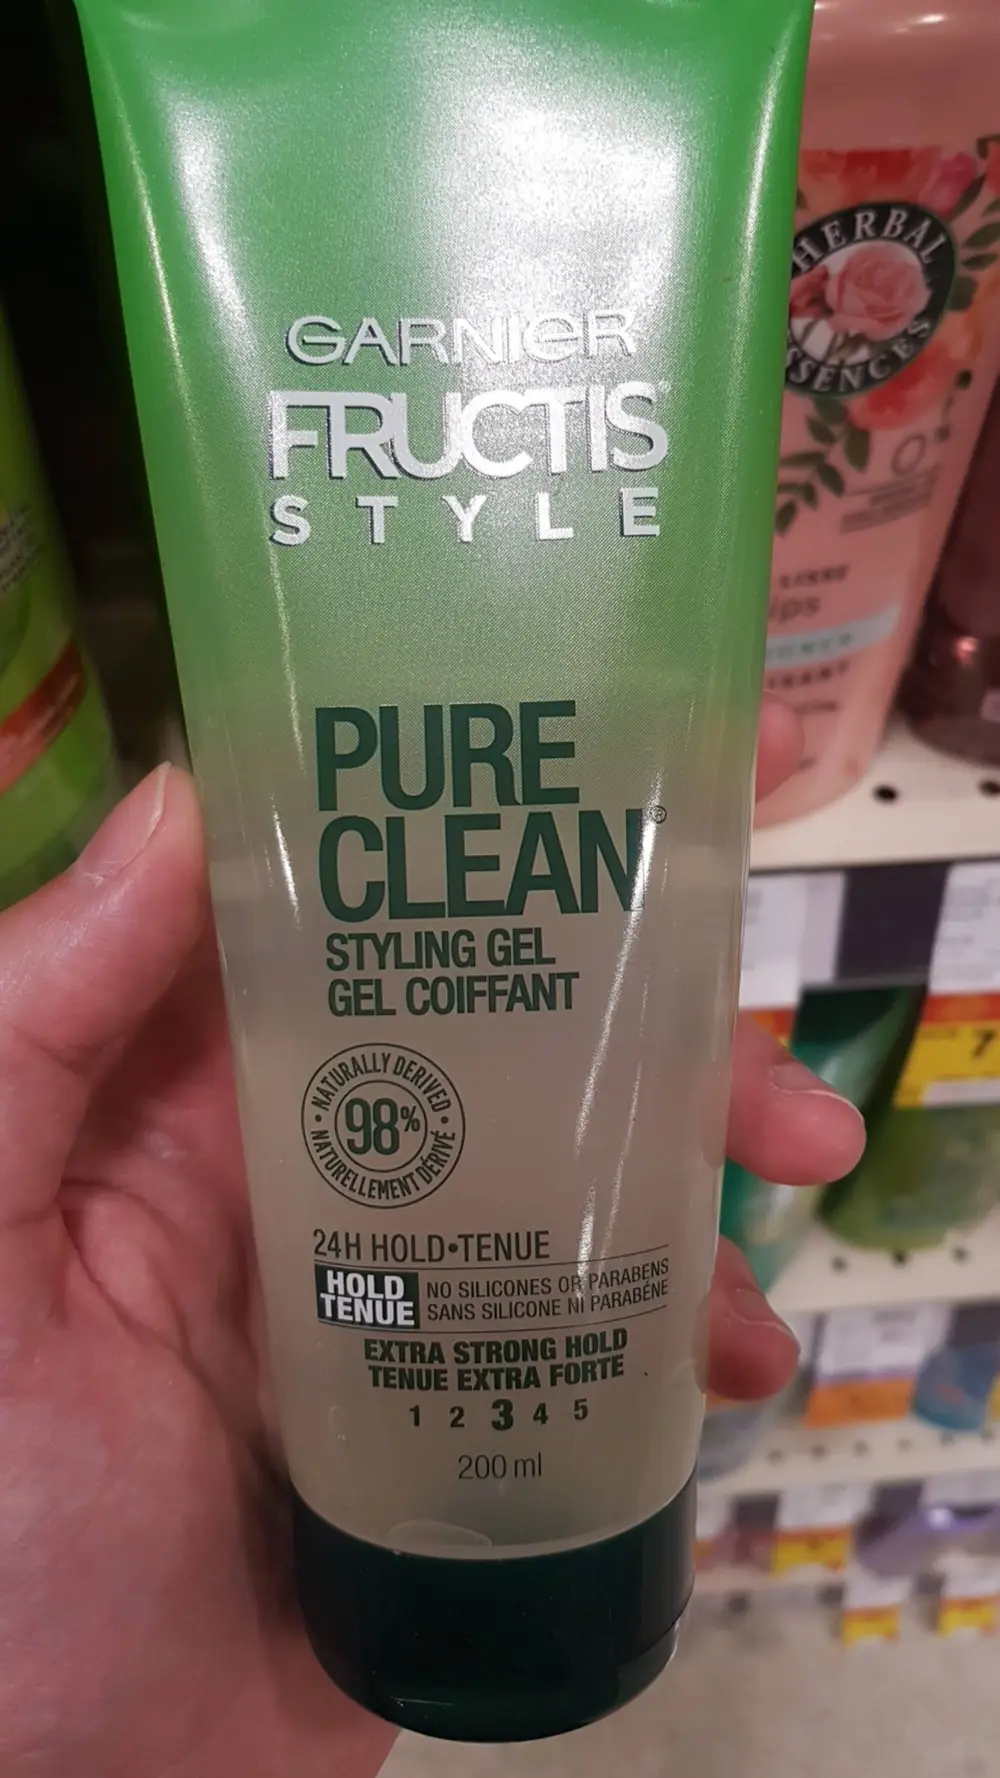 GARNIER
FRUCTIS
STYLE
PURE
CLEAN®
STYLING GEL
GEL COIFFANT
NATURALLY DERIVED
98%
NATURELLEMENT DÉRIVÉ
24H HOLD•TENUE
HOLD
TENUE
NO SILICONES OR PARABENS
SANS SILICONE NI PARABÈNE
EXTRA STRONG HOLD
TENUE EXTRA FORTE
1 2 3 4 5
200 ml
HERBAL
ESSENCES
7